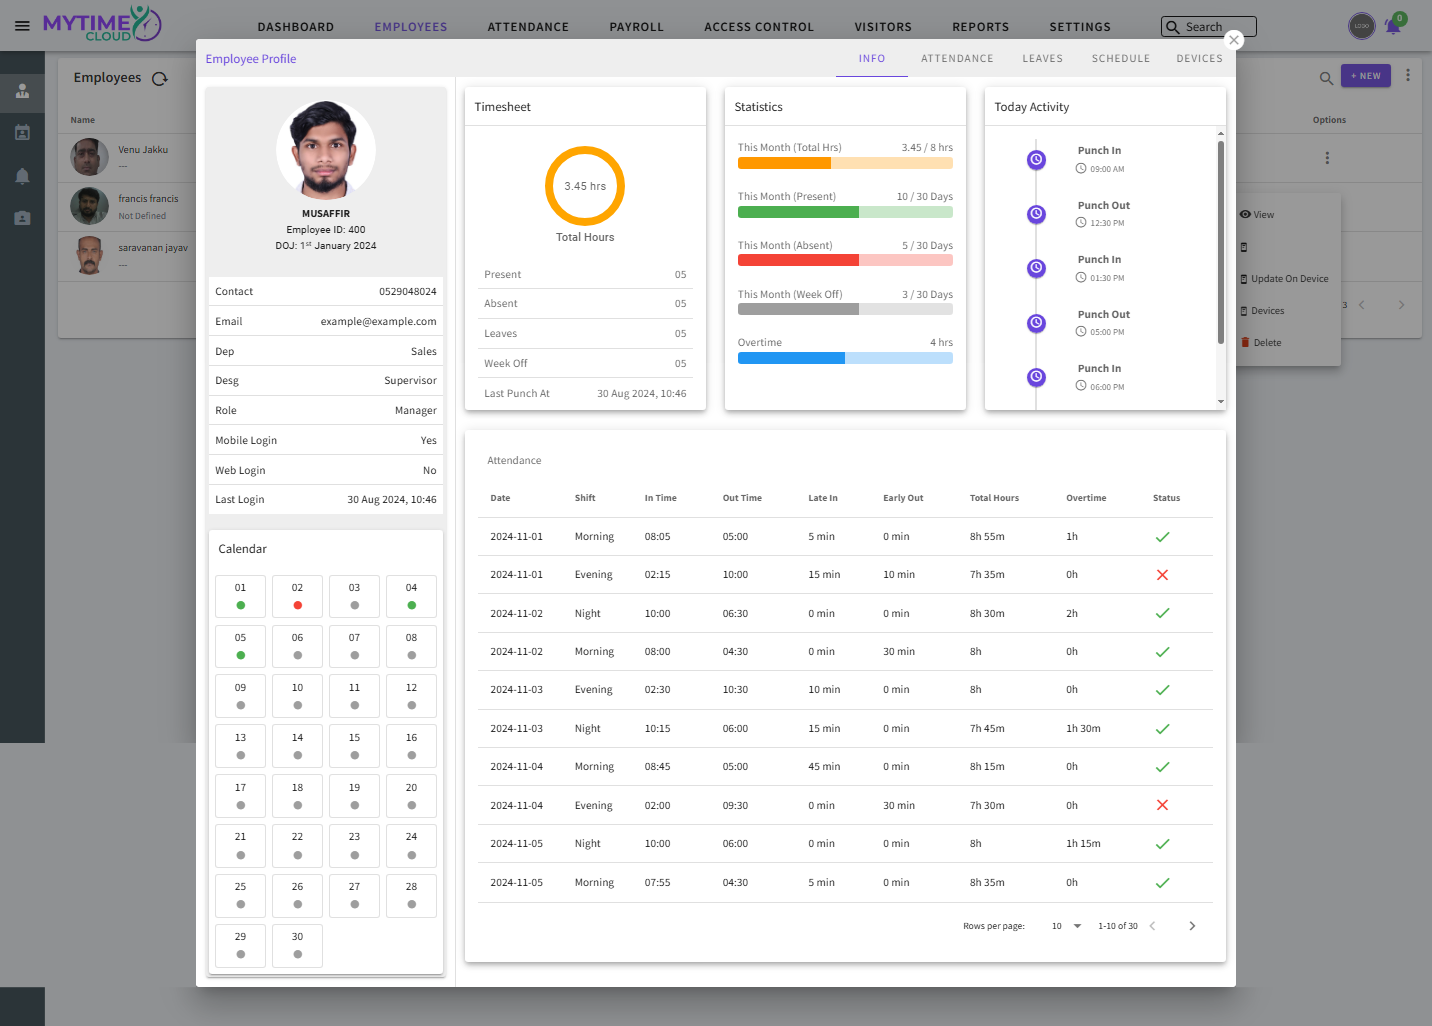 MYTIME CLOUD
DASHBOARD EMPLOYEES ATTENDANCE PAYROLL ACCESS CONTROL VISITORS REPORTS SETTINGS
Search
LOGO
0
Employees
+ NEW
Name
Options
Venu Jakku
---
francis francis
Not Defined
saravanan jayav
---
View
Update On Device
Devices
Delete
3
Employee Profile
INFO ATTENDANCE LEAVES SCHEDULE DEVICES
MUSAFFIR
Employee ID: 400
DOJ: 1st January 2024
Contact 0529048024
Email example@example.com
Dep Sales
Desg Supervisor
Role Manager
Mobile Login Yes
Web Login No
Last Login 30 Aug 2024, 10:46
Calendar
01 02 03 04
05 06 07 08
09 10 11 12
13 14 15 16
17 18 19 20
21 22 23 24
25 26 27 28
29 30
Timesheet
3.45 hrs
Total Hours
Present 05
Absent 05
Leaves 05
Week Off 05
Last Punch At 30 Aug 2024, 10:46
Statistics
This Month (Total Hrs) 3.45 / 8 hrs
This Month (Present) 10 / 30 Days
This Month (Absent) 5 / 30 Days
This Month (Week Off) 3 / 30 Days
Overtime 4 hrs
Today Activity
Punch In
09:00 AM
Punch Out
12:30 PM
Punch In
01:30 PM
Punch Out
05:00 PM
Punch In
06:00 PM
Attendance
Date Shift In Time Out Time Late In Early Out Total Hours Overtime Status
2024-11-01 Morning 08:05 05:00 5 min 0 min 8h 55m 1h
2024-11-01 Evening 02:15 10:00 15 min 10 min 7h 35m 0h
2024-11-02 Night 10:00 06:30 0 min 0 min 8h 30m 2h
2024-11-02 Morning 08:00 04:30 0 min 30 min 8h 0h
2024-11-03 Evening 02:30 10:30 10 min 0 min 8h 0h
2024-11-03 Night 10:15 06:00 15 min 0 min 7h 45m 1h 30m
2024-11-04 Morning 08:45 05:00 45 min 0 min 8h 15m 0h
2024-11-04 Evening 02:00 09:30 0 min 30 min 7h 30m 0h
2024-11-05 Night 10:00 06:00 0 min 0 min 8h 1h 15m
2024-11-05 Morning 07:55 04:30 5 min 0 min 8h 35m 0h
Rows per page: 10 1-10 of 30